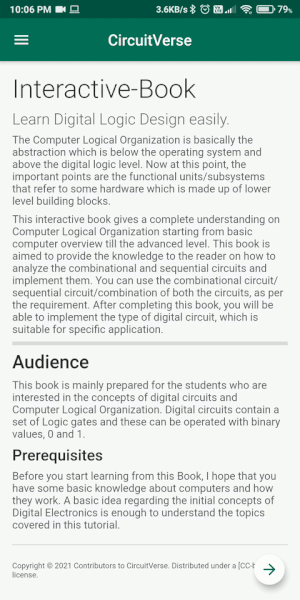 10:06 PM 3.6KB/s 79%
CircuitVerse
Interactive-Book
Learn Digital Logic Design easily.
The Computer Logical Organization is basically the
abstraction which is below the operating system and
above the digital logic level. Now at this point, the
important points are the functional units/subsystems
that refer to some hardware which is made up of lower
level building blocks.
This interactive book gives a complete understanding on
Computer Logical Organization starting from basic
computer overview till the advanced level. This book is
aimed to provide the knowledge to the reader on how to
analyze the combinational and sequential circuits and
implement them. You can use the combinational circuit/
sequential circuit/combination of both the circuits, as per
the requirement. After completing this book, you will be
able to implement the type of digital circuit, which is
suitable for specific application.
Audience
This book is mainly prepared for the students who are
interested in the concepts of digital circuits and
Computer Logical Organization. Digital circuits contain a
set of Logic gates and these can be operated with binary
values, 0 and 1.
Prerequisites
Before you start learning from this Book, I hope that you
have some basic knowledge about computers and how
they work. A basic idea regarding the initial concepts of
Digital Electronics is enough to understand the topics
covered in this tutorial.
Copyright © 2021 Contributors to CircuitVerse. Distributed under a
license.